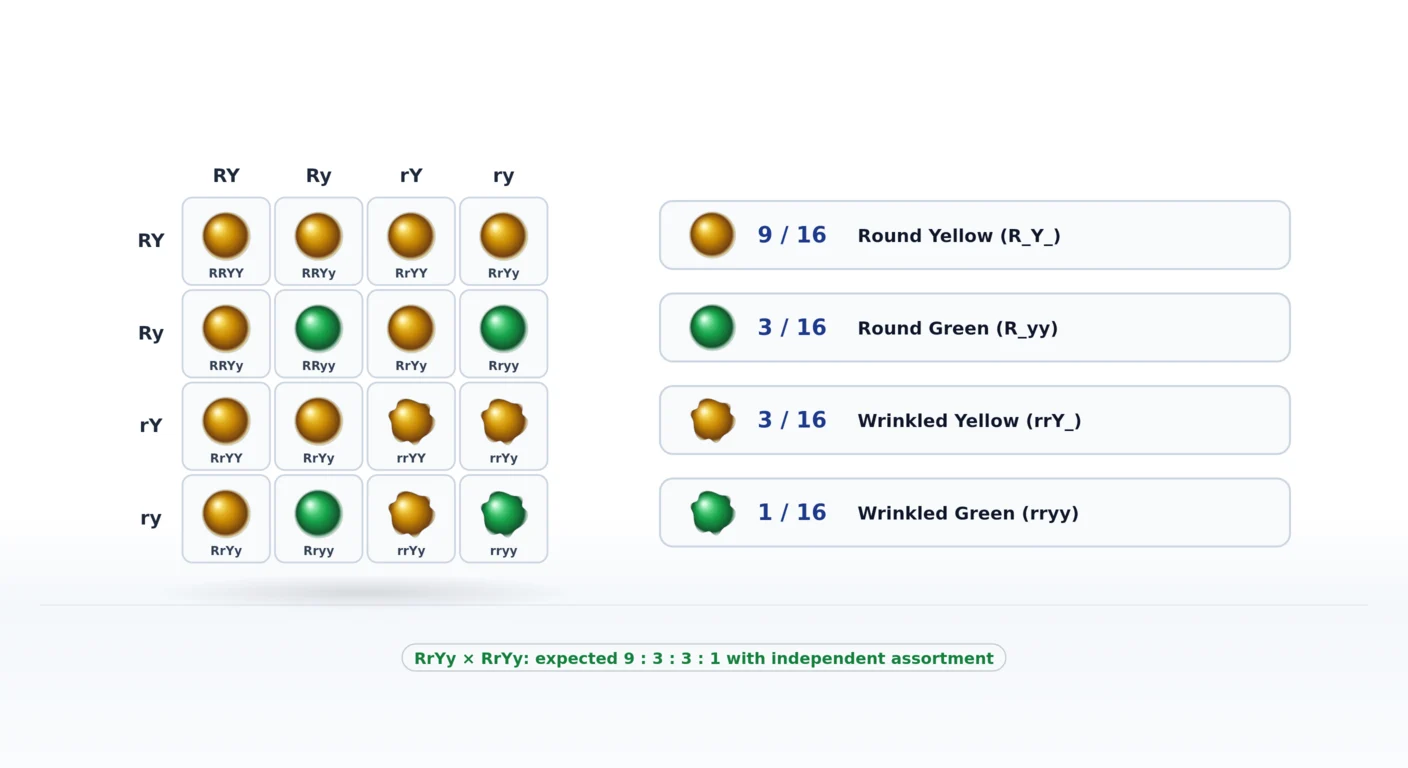 RY Ry rY ry
RY
RRYY RRYy RrYY RrYy
Ry
RRYy RRyy RrYy Rryy
rY
RrYY RrYy rrYY rrYy
ry
RrYy Rryy rrYy rryy
9 / 16 Round Yellow (R_Y_)
3 / 16 Round Green (R_yy)
3 / 16 Wrinkled Yellow (rrY_)
1 / 16 Wrinkled Green (rryy)
RrYy × RrYy: expected 9 : 3 : 3 : 1 with independent assortment